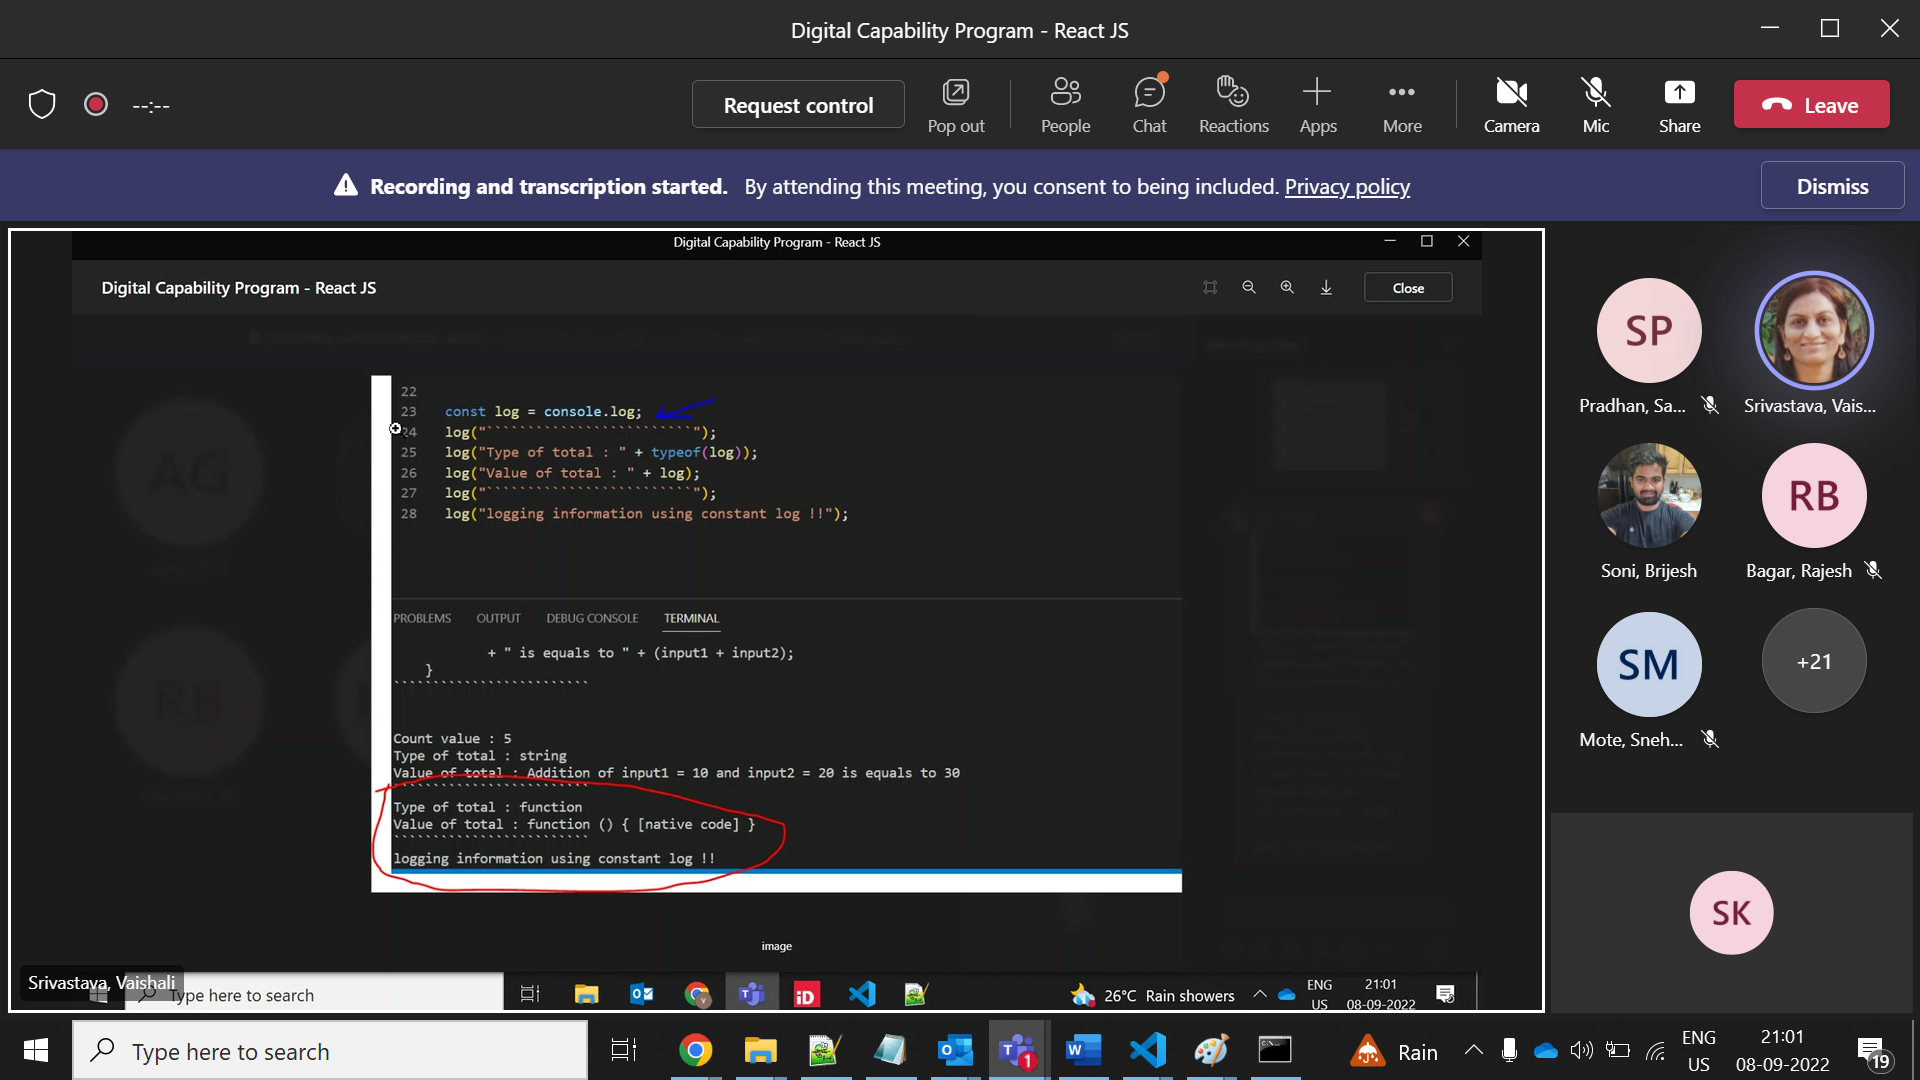 Digital Capability Program - React JS
--:--
Request control
Pop out
People
Chat
Reactions
Apps
More
Camera
Mic
Share
Leave
Recording and transcription started. By attending this meeting, you consent to being included. Privacy policy
Dismiss
Digital Capability Program - React JS
Digital Capability Program - React JS
Close
22
23 const log = console.log;
24 log("`````````````````````````");
25 log("Type of total : " + typeof(log));
26 log("Value of total : " + log);
27 log("`````````````````````````");
28 log("logging information using constant log !!");
PROBLEMS OUTPUT DEBUG CONSOLE TERMINAL
+ " is equals to " + (input1 + input2);
}
`````````````````````````
Count value : 5
Type of total : string
Value of total : Addition of input1 = 10 and input2 = 20 is equals to 30
`````````````````````````
Type of total : function
Value of total : function () { [native code] }
`````````````````````````
logging information using constant log !!
image
Srivastava, Vaishali
Type here to search
26°C Rain showers
ENG
US
21:01
08-09-2022
SP
Pradhan, Sa...
Srivastava, Vais...
Soni, Brijesh
RB
Bagar, Rajesh
SM
Mote, Sneh...
+21
SK
Type here to search
1
Rain
ENG
US
21:01
08-09-2022
19